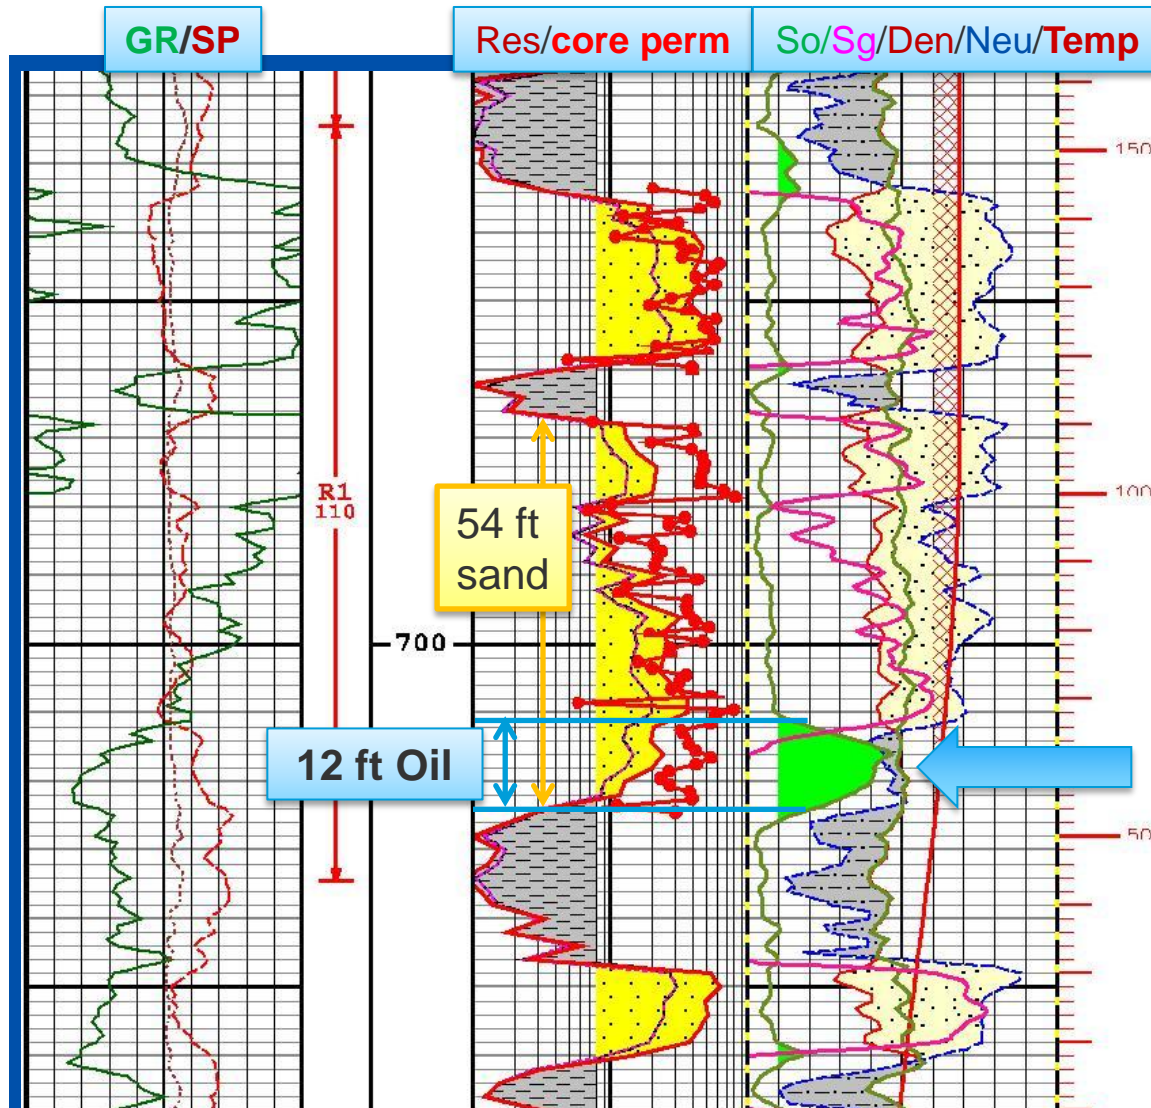 GR/SP
Res/core perm
So/Sg/Den/Neu/Temp
150
R1
110
100
54 ft
sand
700
12 ft Oil
50